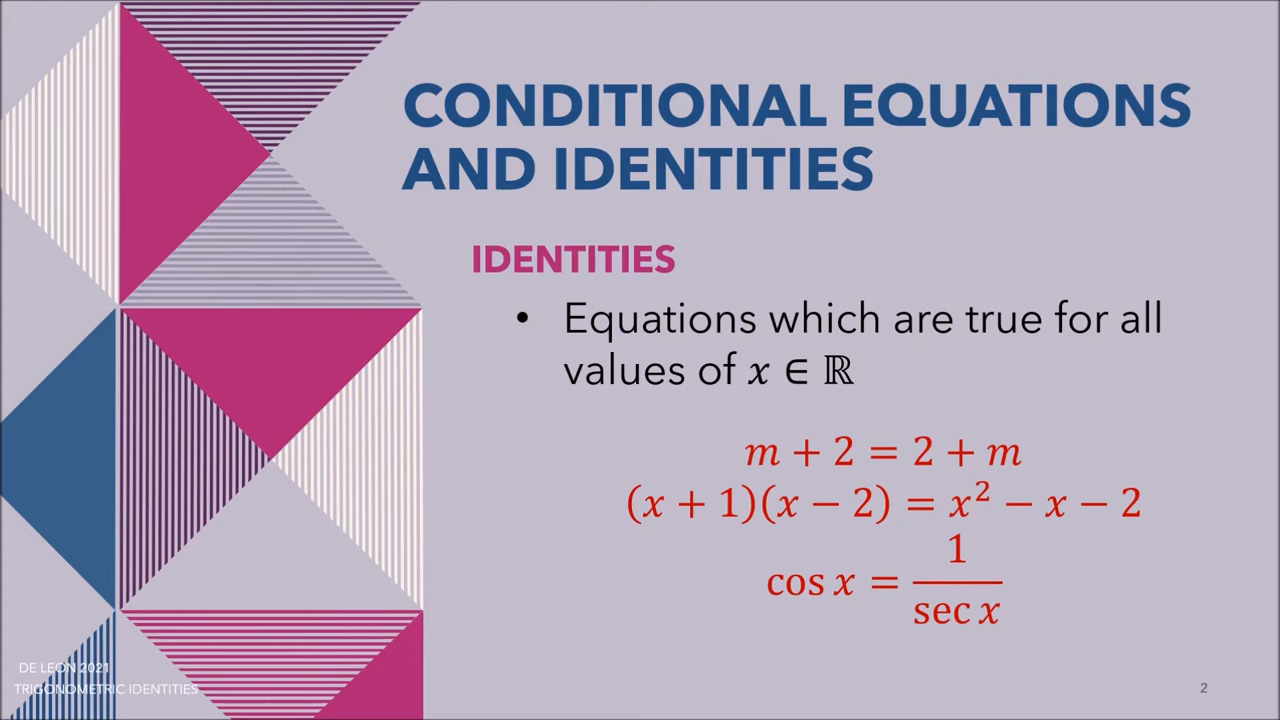 CONDITIONAL EQUATIONS
AND IDENTITIES
IDENTITIES
• Equations which are true for all
values of x ∈ ℝ
m + 2 = 2 + m
(x + 1)(x − 2) = x² − x − 2
cos x = 1
sec x
DE LEON 2021
TRIGONOMETRIC IDENTITIES
2